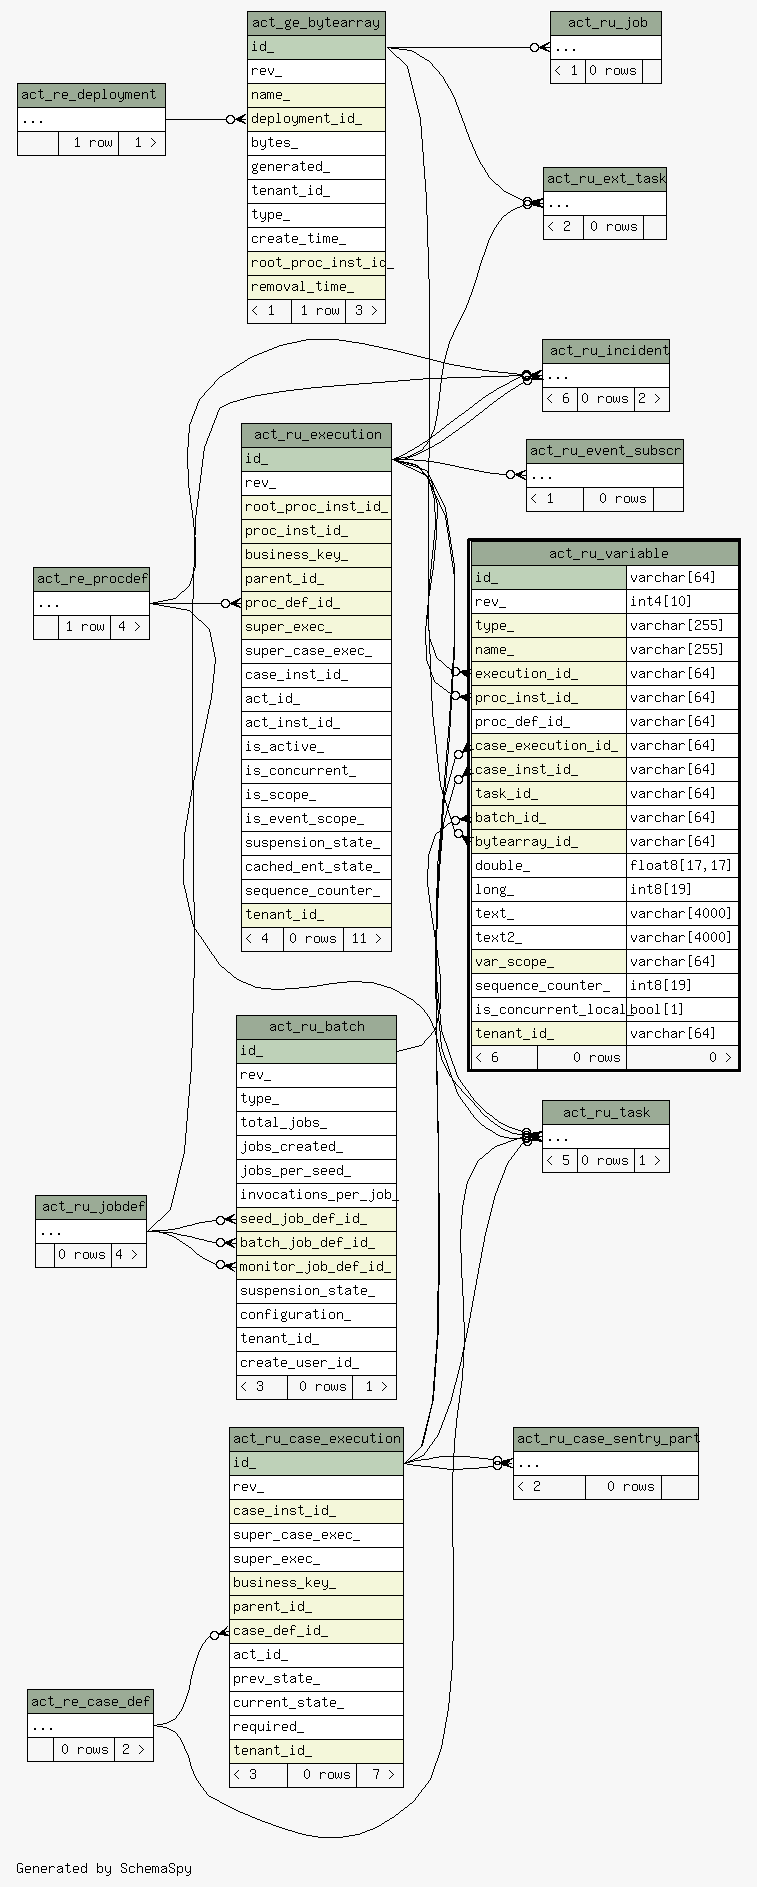 act_ge_bytearray
id_
rev_
name_
deployment_id_
bytes_
generated_
tenant_id_
type_
create_time_
root_proc_inst_id_
removal_time_
< 1 1 row 3 >
act_ru_job
...
< 1 0 rows
act_re_deployment
...
1 row 1 >
act_ru_ext_task
...
< 2 0 rows
act_ru_incident
...
< 6 0 rows 2 >
act_ru_execution
id_
rev_
root_proc_inst_id_
proc_inst_id_
business_key_
parent_id_
proc_def_id_
super_exec_
super_case_exec_
case_inst_id_
act_id_
act_inst_id_
is_active_
is_concurrent_
is_scope_
is_event_scope_
suspension_state_
cached_ent_state_
sequence_counter_
tenant_id_
< 4 0 rows 11 >
act_ru_event_subscr
...
< 1 0 rows
act_re_procdef
...
1 row 4 >
act_ru_variable
id_ varchar[64]
rev_ int4[10]
type_ varchar[255]
name_ varchar[255]
execution_id_ varchar[64]
proc_inst_id_ varchar[64]
proc_def_id_ varchar[64]
case_execution_id_ varchar[64]
case_inst_id_ varchar[64]
task_id_ varchar[64]
batch_id_ varchar[64]
bytearray_id_ varchar[64]
double_ float8[17,17]
long_ int8[19]
text_ varchar[4000]
text2_ varchar[4000]
var_scope_ varchar[64]
sequence_counter_ int8[19]
is_concurrent_local_ bool[1]
tenant_id_ varchar[64]
< 6 0 rows 0 >
act_ru_batch
id_
rev_
type_
total_jobs_
jobs_created_
jobs_per_seed_
invocations_per_job_
seed_job_def_id_
batch_job_def_id_
monitor_job_def_id_
suspension_state_
configuration_
tenant_id_
create_user_id_
< 3 0 rows 1 >
act_ru_task
...
< 5 0 rows 1 >
act_ru_jobdef
...
0 rows 4 >
act_ru_case_execution
id_
rev_
case_inst_id_
super_case_exec_
super_exec_
business_key_
parent_id_
case_def_id_
act_id_
prev_state_
current_state_
required_
tenant_id_
< 3 0 rows 7 >
act_ru_case_sentry_part
...
< 2 0 rows
act_re_case_def
...
0 rows 2 >
Generated by SchemaSpy